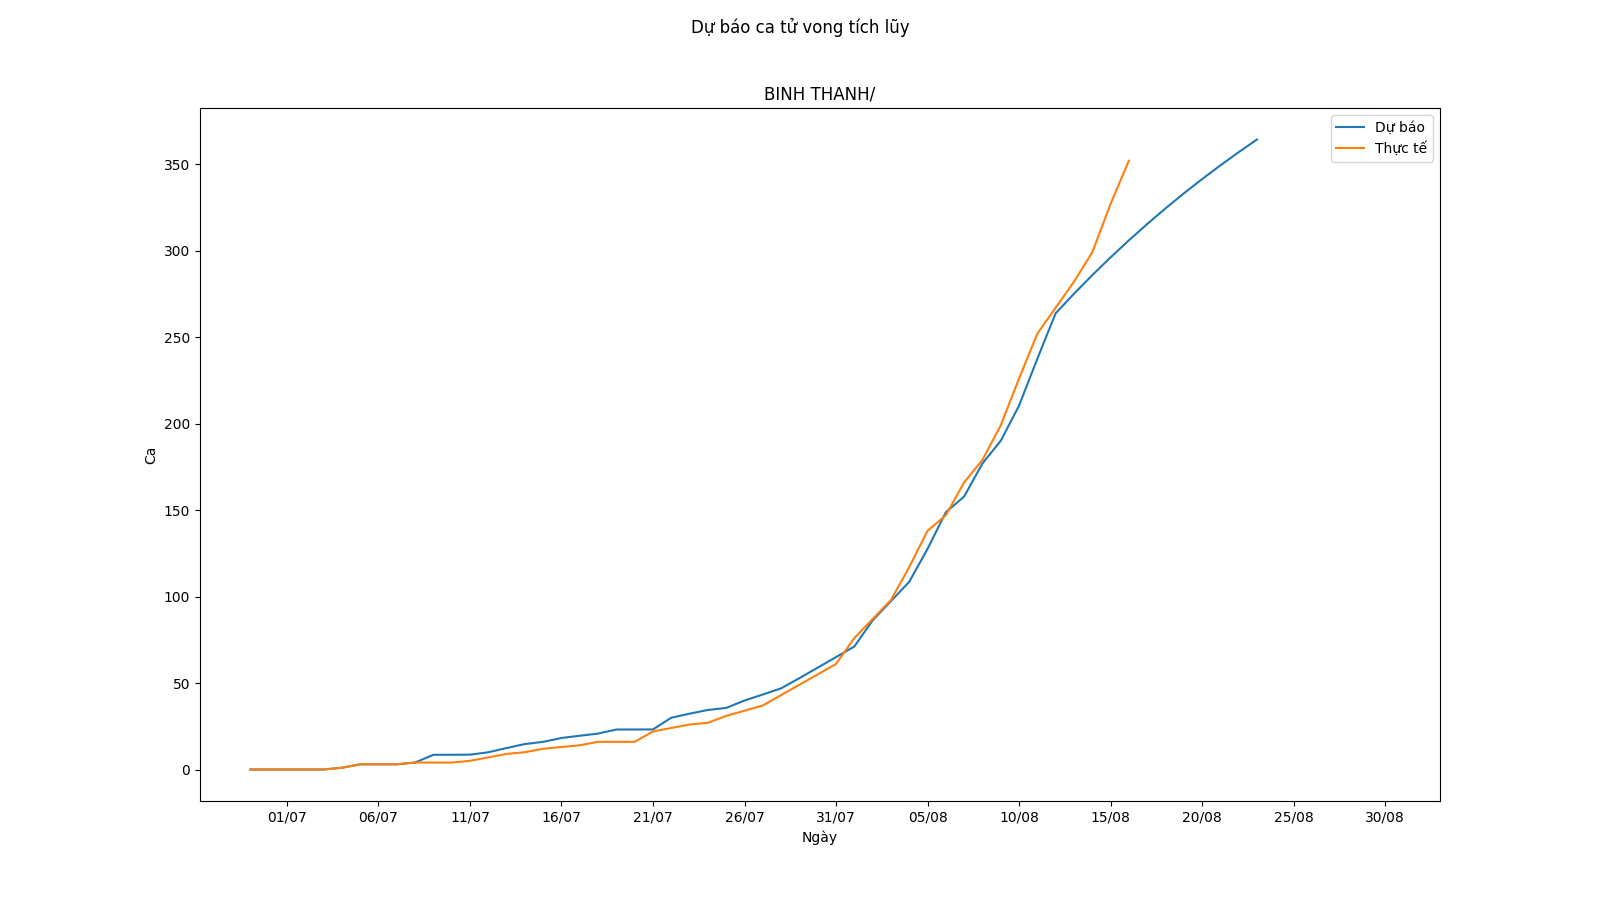 Dự báo ca tử vong tích lũy
BINH THANH/
Dự báo
Thực tế
350
300
250
200
150
100
50
0
Ca
01/07 06/07 11/07 16/07 21/07 26/07 31/07 05/08 10/08 15/08 20/08 25/08 30/08
Ngày